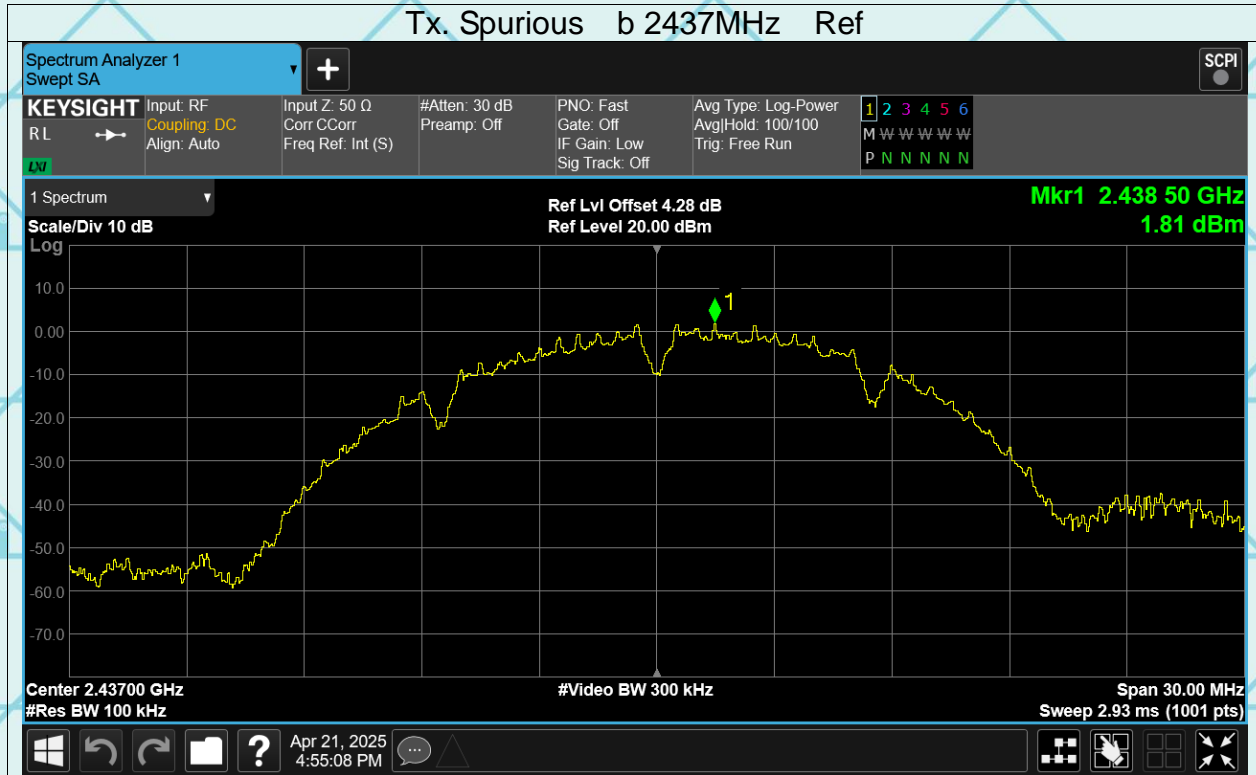 Tx. Spurious b 2437MHz Ref
Spectrum Analyzer 1
Swept SA
+
SCPI
KEYSIGHT
RL
LXI
Input: RF
Coupling: DC
Align: Auto
Input Z: 50 Ω
Corr CCorr
Freq Ref: Int (S)
#Atten: 30 dB
Preamp: Off
PNO: Fast
Gate: Off
IF Gain: Low
Sig Track: Off
Avg Type: Log-Power
Avg|Hold: 100/100
Trig: Free Run
1 2 3 4 5 6
M W W W W W
P N N N N N
1 Spectrum
Scale/Div 10 dB
Ref Lvl Offset 4.28 dB
Ref Level 20.00 dBm
Mkr1 2.438 50 GHz
1.81 dBm
Log
10.0
0.00
-10.0
-20.0
-30.0
-40.0
-50.0
-60.0
-70.0
1
Center 2.43700 GHz
#Res BW 100 kHz
#Video BW 300 kHz
Span 30.00 MHz
Sweep 2.93 ms (1001 pts)
?
Apr 21, 2025
4:55:08 PM